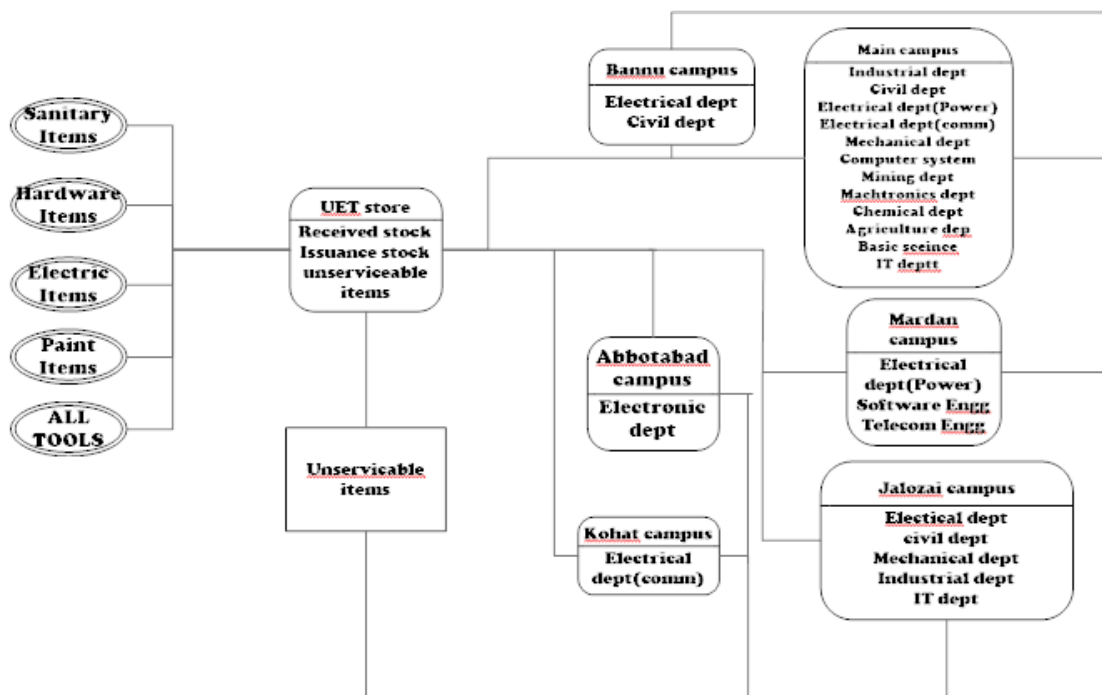 Sanitary
Items
Hardware
Items
Electric
Items
Paint
Items
ALL
TOOLS
UET store
Received stock
Issuance stock
unserviceable
items
Unservicable
items
Bannu campus
Electrical dept
Civil dept
Abbotabad
campus
Electronic
dept
Kohat campus
Electrical
dept(comm)
Main campus
Industrial dept
Civil dept
Electrical dept(Power)
Electrical dept(comm)
Mechanical dept
Computer system
Mining dept
Machtronics dept
Chemical dept
Agriculture dep
Basic sceince
IT deptt
Mardan
campus
Electrical
dept(Power)
Software Engg
Telecom Engg
Jalozai campus
Electical dept
civil dept
Mechanical dept
Industrial dept
IT dept